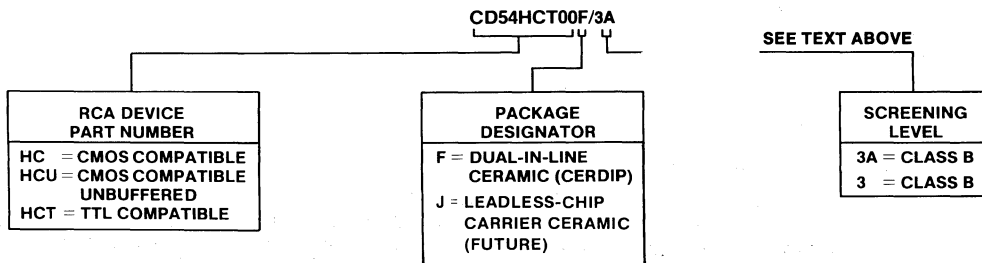 CD54HCT00F/3A
SEE TEXT ABOVE
RCA DEVICE
PART NUMBER
HC = CMOS COMPATIBLE
HCU = CMOS COMPATIBLE
UNBUFFERED
HCT = TTL COMPATIBLE
PACKAGE
DESIGNATOR
F = DUAL-IN-LINE
CERAMIC (CERDIP)
J = LEADLESS-CHIP
CARRIER CERAMIC
(FUTURE)
SCREENING
LEVEL
3A = CLASS B
3 = CLASS B